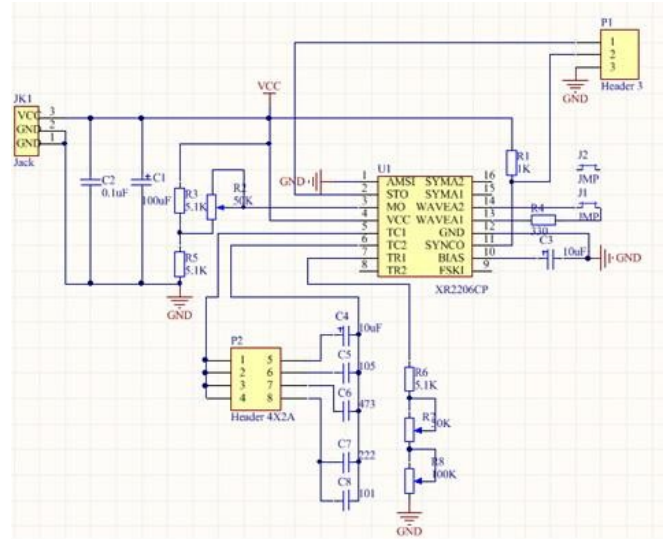 P1
1
2
3
Header 3
GND
VCC
JK1
VCC 3
GND 2
GND 1
Jack
C2
0.1uF
C1
100uF
R3
5.1K
R2
50K
R5
5.1K
GND
GND
U1
1 AMSI SYMA2 16
2 STO SYMA1 15
3 MO WAVEA2 14
4 VCC WAVEA1 13
5 TC1 GND 12
6 TC2 SYNCO 11
7 TR1 BIAS 10
8 TR2 FSKI 9
XR2206CP
R1
1K
J2
JMP
J1
JMP
R4
330
C3
10uF
GND
P2
1 5
2 6
3 7
4 8
Header 4X2A
C4
10uF
C5
105
C6
473
C7
222
C8
101
R6
5.1K
R7
50K
R8
100K
GND